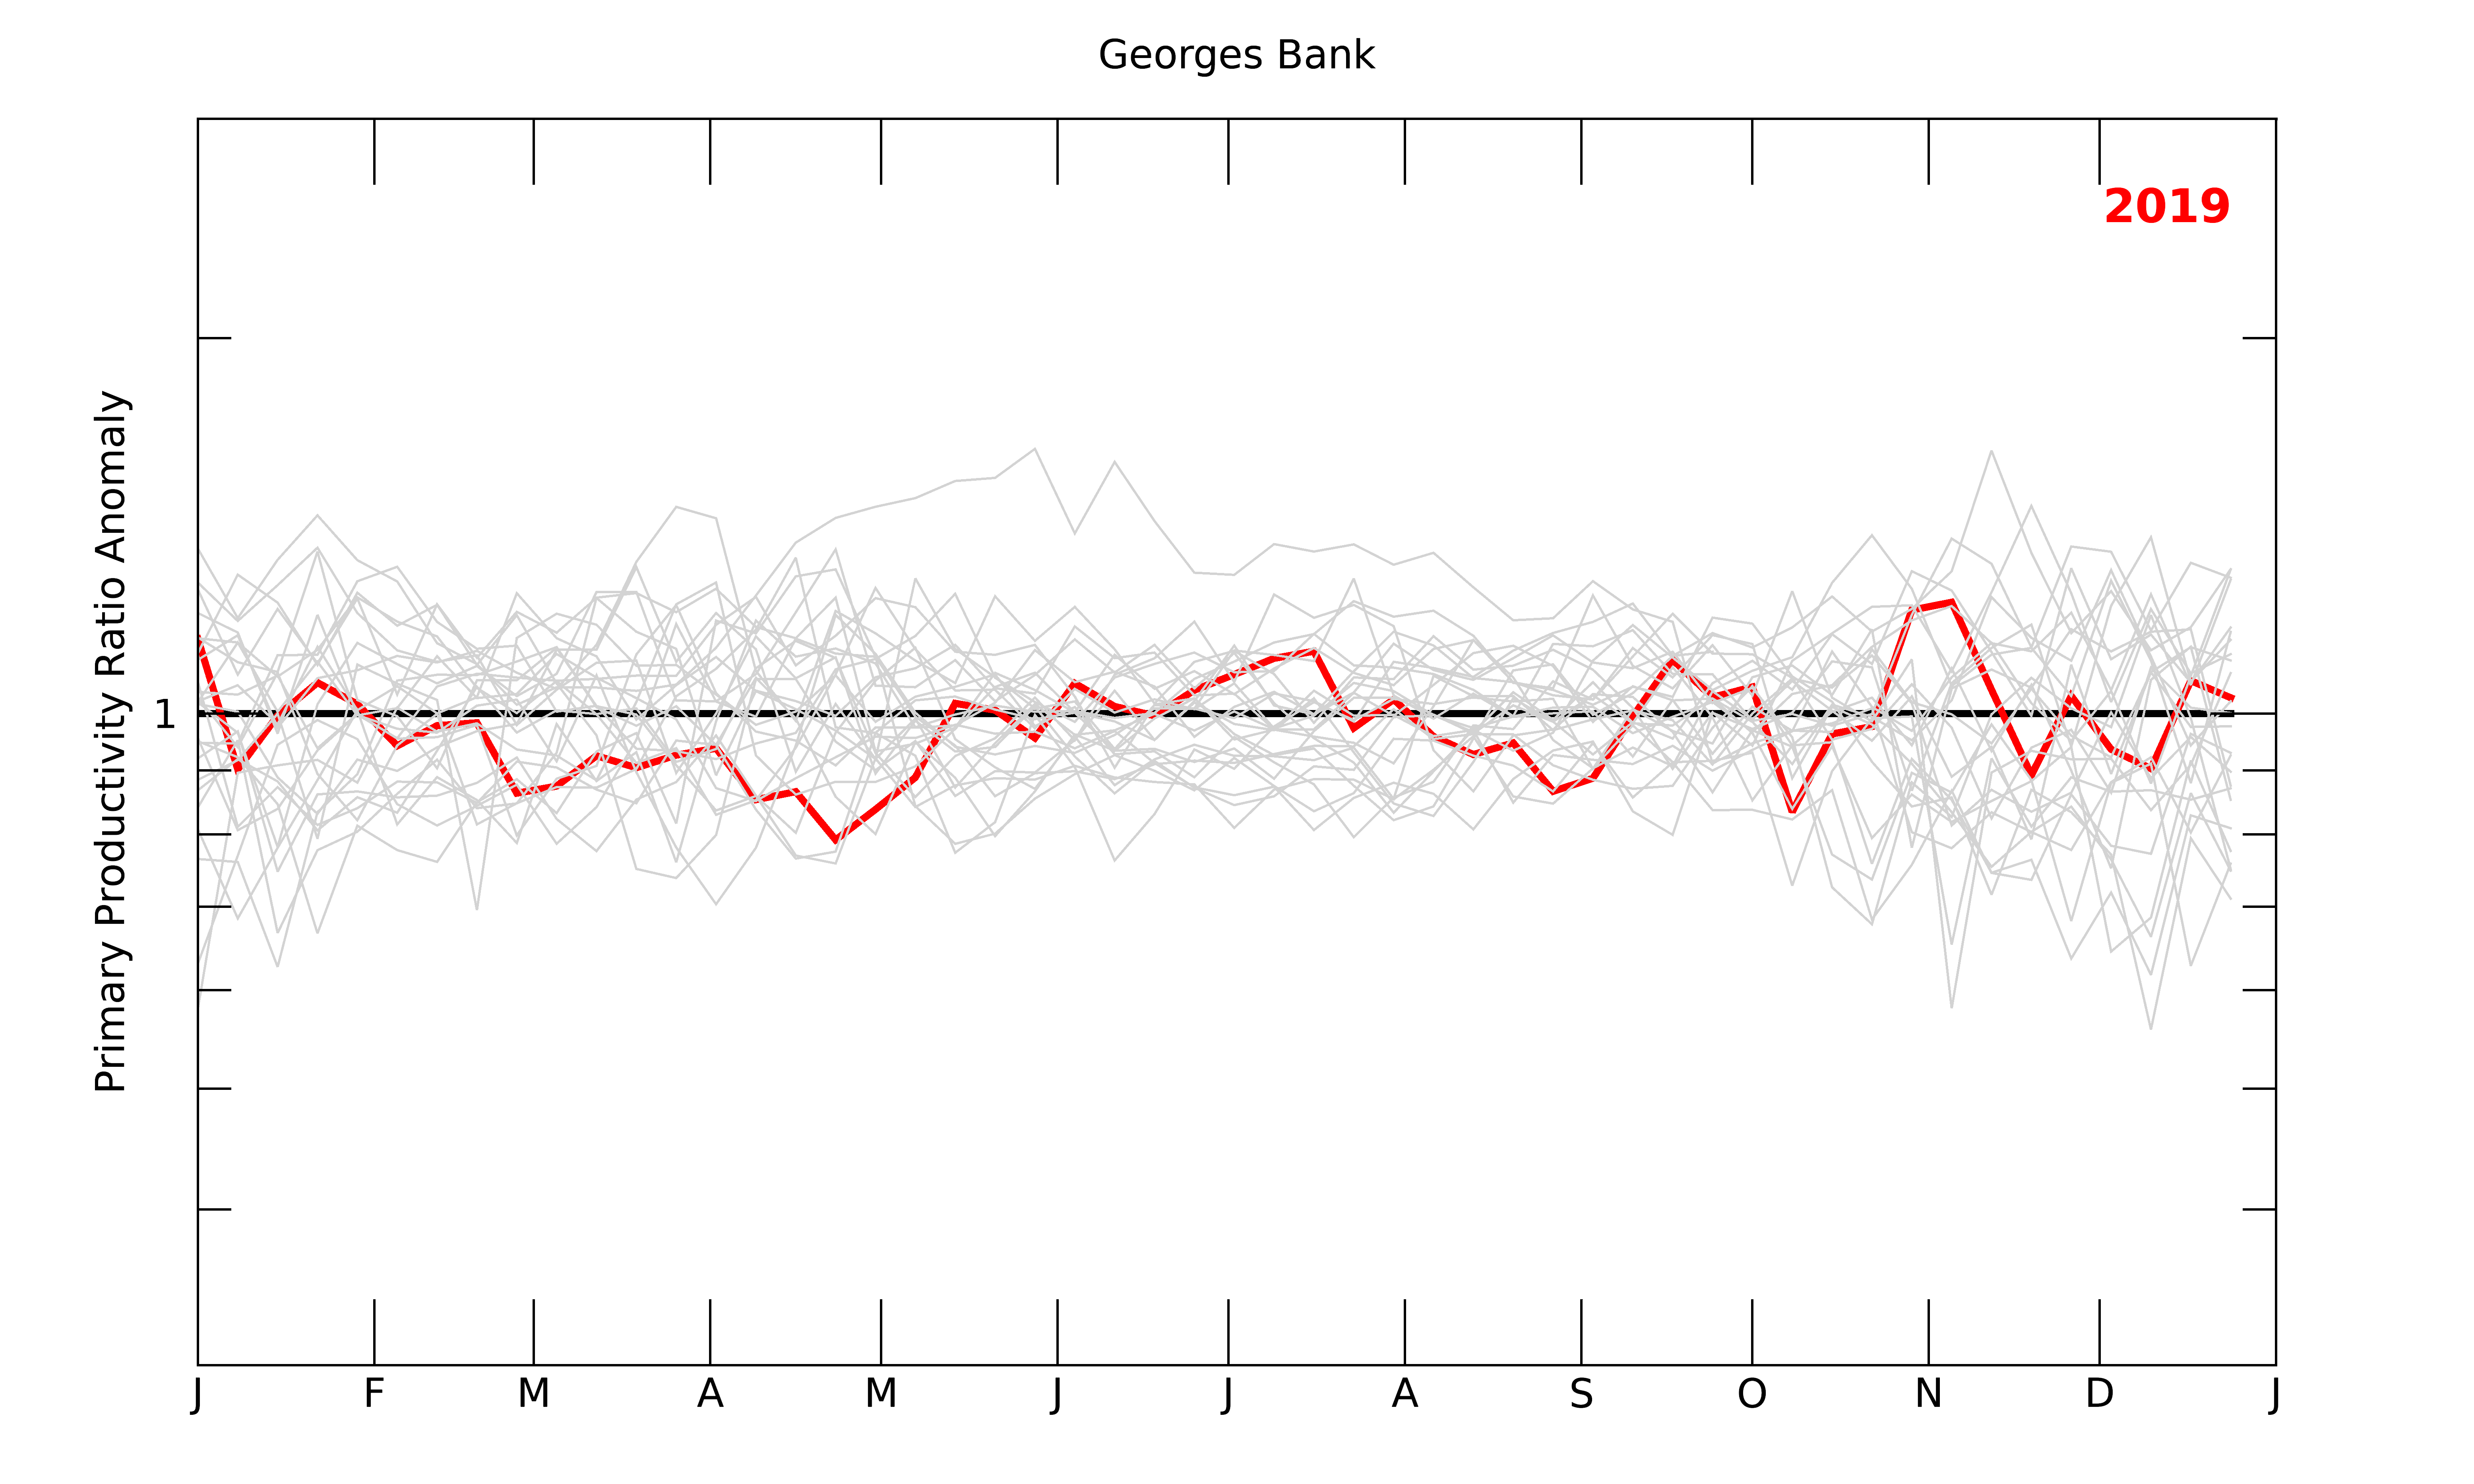 Georges Bank
2019
Primary Productivity Ratio Anomaly
1
J F M A M J J A S O N D J